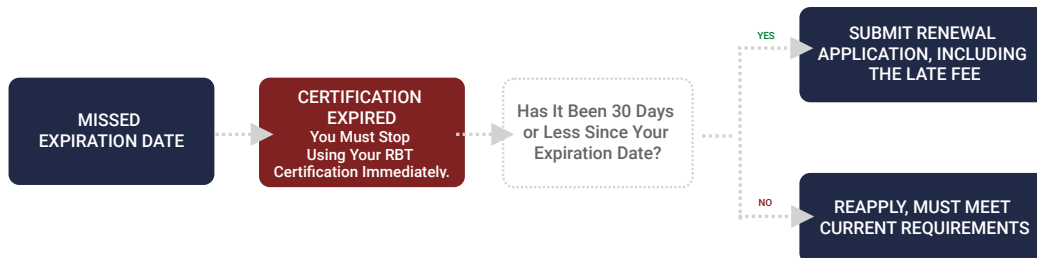 MISSED
EXPIRATION DATE
CERTIFICATION
EXPIRED
You Must Stop
Using Your RBT
Certification Immediately.
Has It Been 30 Days
or Less Since Your
Expiration Date?
YES
SUBMIT RENEWAL
APPLICATION, INCLUDING
THE LATE FEE
NO
REAPPLY, MUST MEET
CURRENT REQUIREMENTS